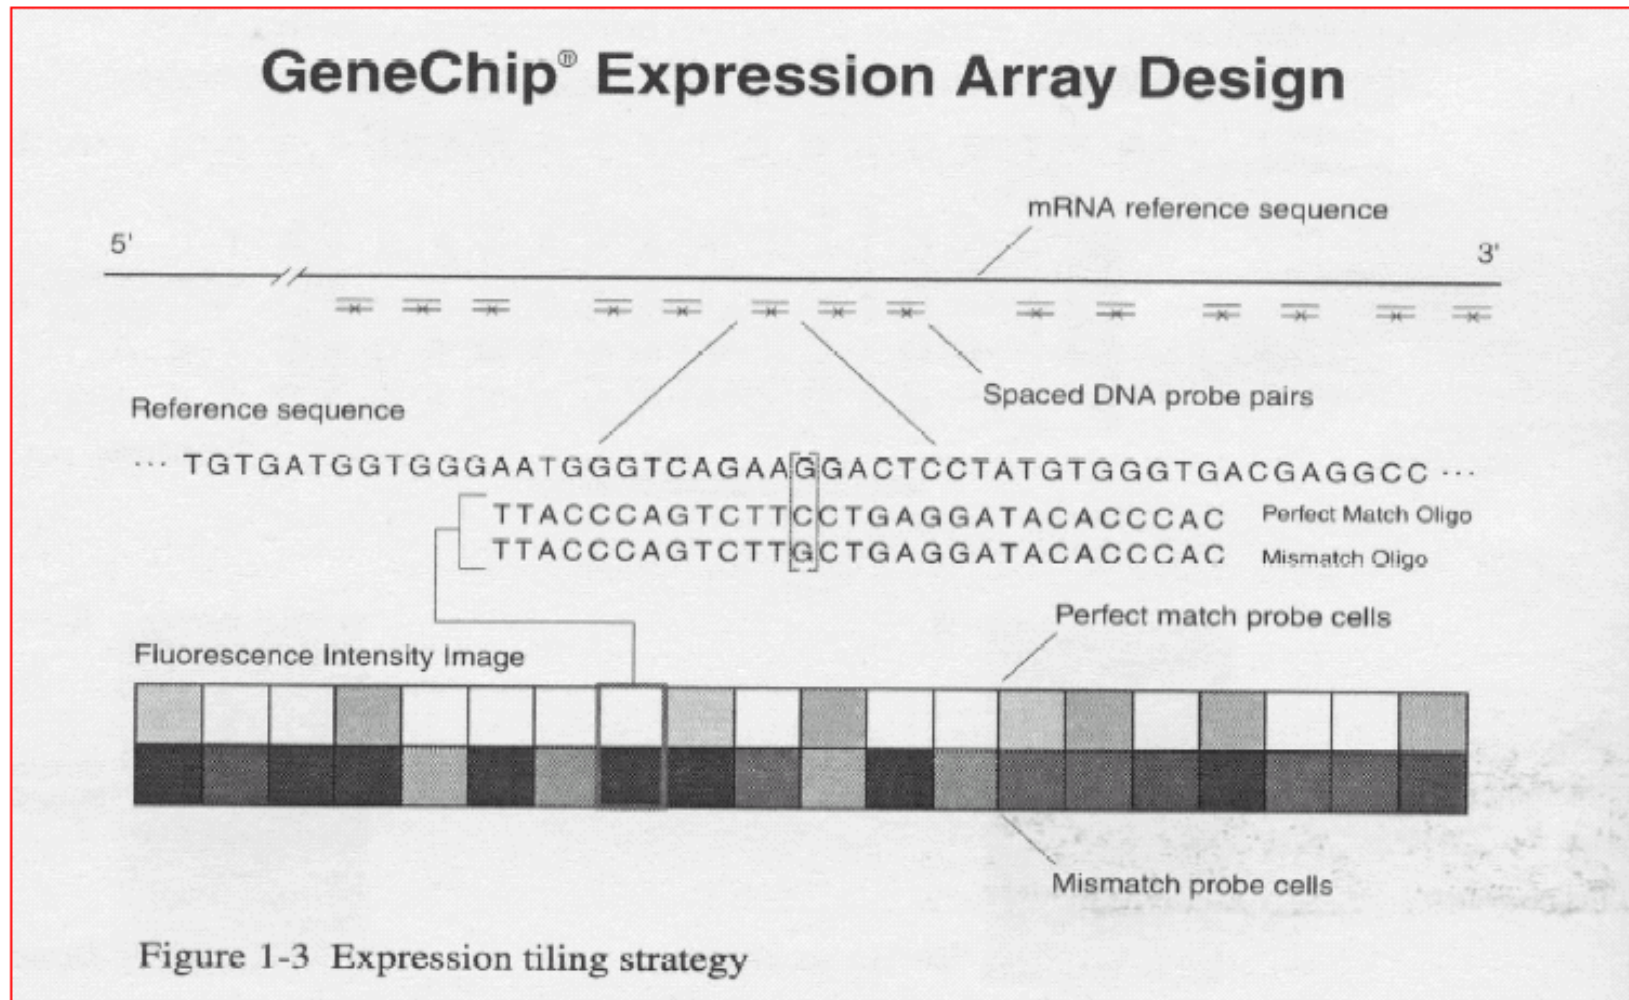 GeneChip® Expression Array Design
mRNA reference sequence
5'
3'
Spaced DNA probe pairs
Reference sequence
··· TGTGATGGTGGGAATGGGTCAGAAGGACTCCTATGTGGGTGACGAGGCC ···
TTACCCAGTCTTCCTGAGGATACACCCAC Perfect Match Oligo
TTACCCAGTCTTGCTGAGGATACACCCAC Mismatch Oligo
Perfect match probe cells
Fluorescence Intensity Image
Mismatch probe cells
Figure 1-3 Expression tiling strategy